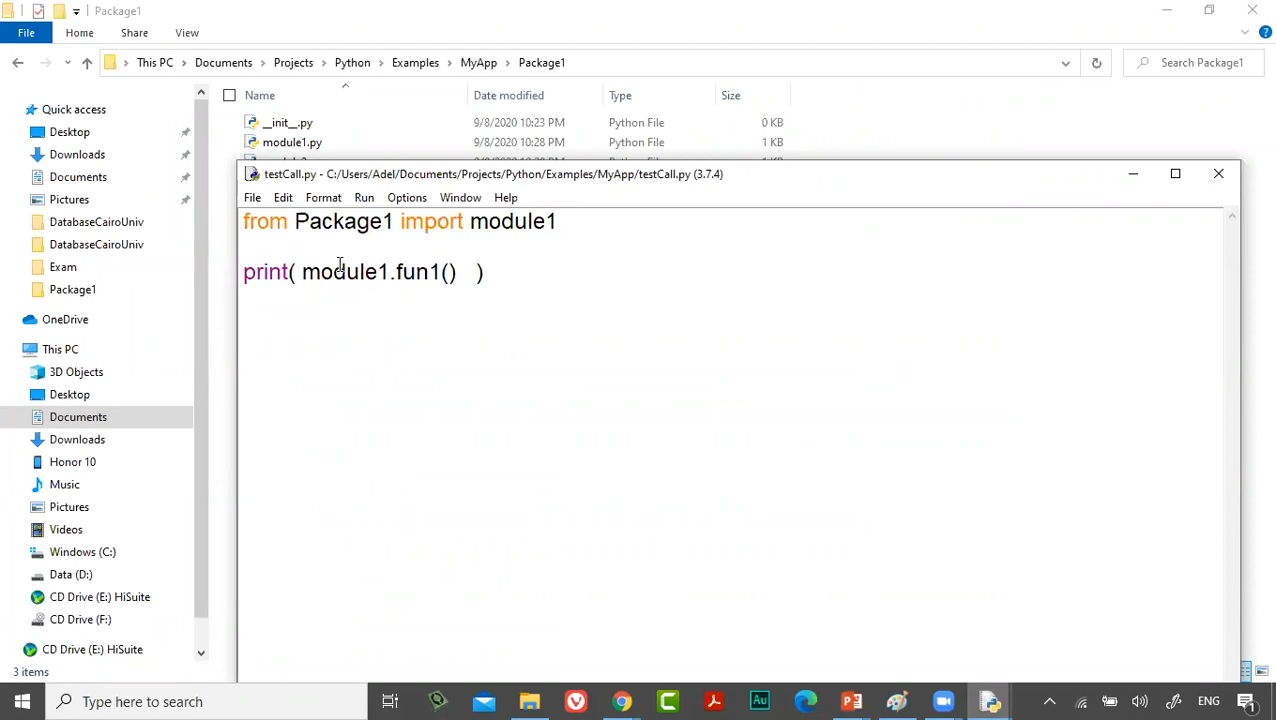 Package1
File
Home
Share
View
This PC
Documents
Projects
Python
Examples
MyApp
Package1
Search Package1
Quick access
Desktop
Downloads
Documents
Pictures
DatabaseCairoUniv
DatabaseCairoUniv
Exam
Package1
OneDrive
This PC
3D Objects
Desktop
Documents
Downloads
Honor 10
Music
Pictures
Videos
Windows (C:)
Data (D:)
CD Drive (E:) HiSuite
CD Drive (F:)
CD Drive (E:) HiSuite
3 items
Name Date modified Type Size
__init__.py 9/8/2020 10:23 PM Python File 0 KB
module1.py 9/8/2020 10:28 PM Python File 1 KB
testCall.py - C:/Users/Adel/Documents/Projects/Python/Examples/MyApp/testCall.py (3.7.4)
File Edit Format Run Options Window Help
from Package1 import module1
print( module1.fun1() )
Type here to search
Au
ENG
1